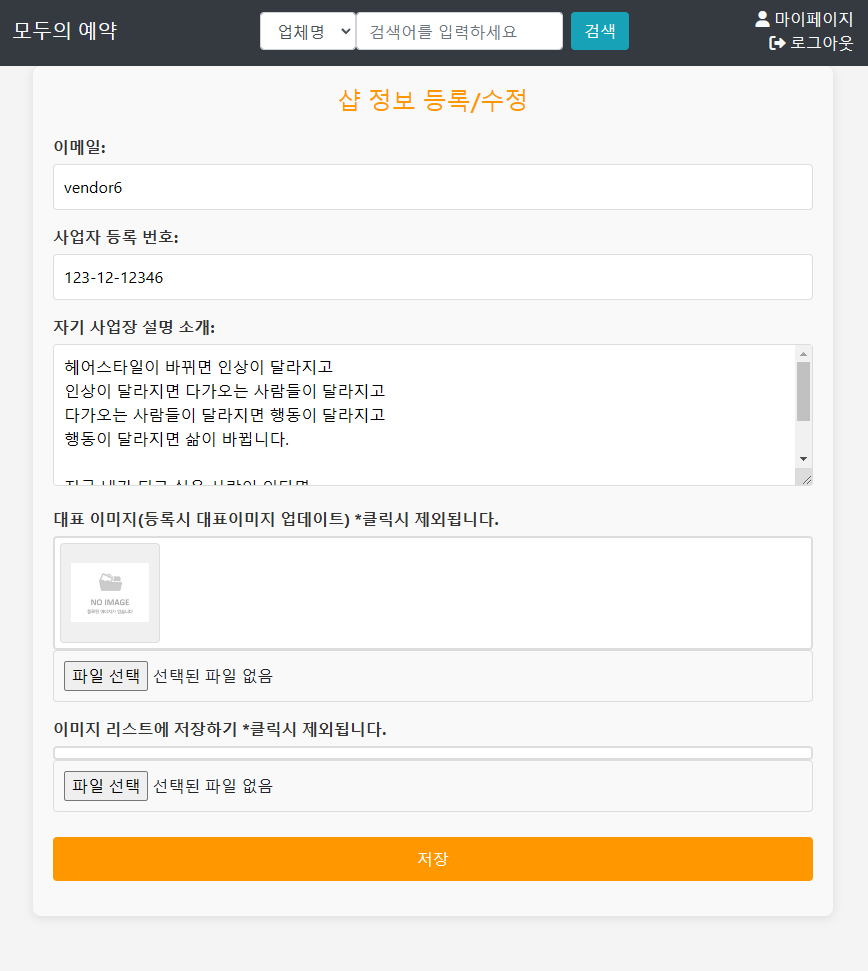 모두의 예약
업체명
검색어를 입력하세요
검색
마이페이지
로그아웃
샵 정보 등록/수정
이메일:
vendor6
사업자 등록 번호:
123-12-12346
자기 사업장 설명 소개:
헤어스타일이 바뀌면 인상이 달라지고
인상이 달라지면 다가오는 사람들이 달라지고
다가오는 사람들이 달라지면 행동이 달라지고
행동이 달라지면 삶이 바뀝니다.
대표 이미지(등록시 대표이미지 업데이트) *클릭시 제외됩니다.
NO IMAGE
파일 선택 선택된 파일 없음
이미지 리스트에 저장하기 *클릭시 제외됩니다.
파일 선택 선택된 파일 없음
저장